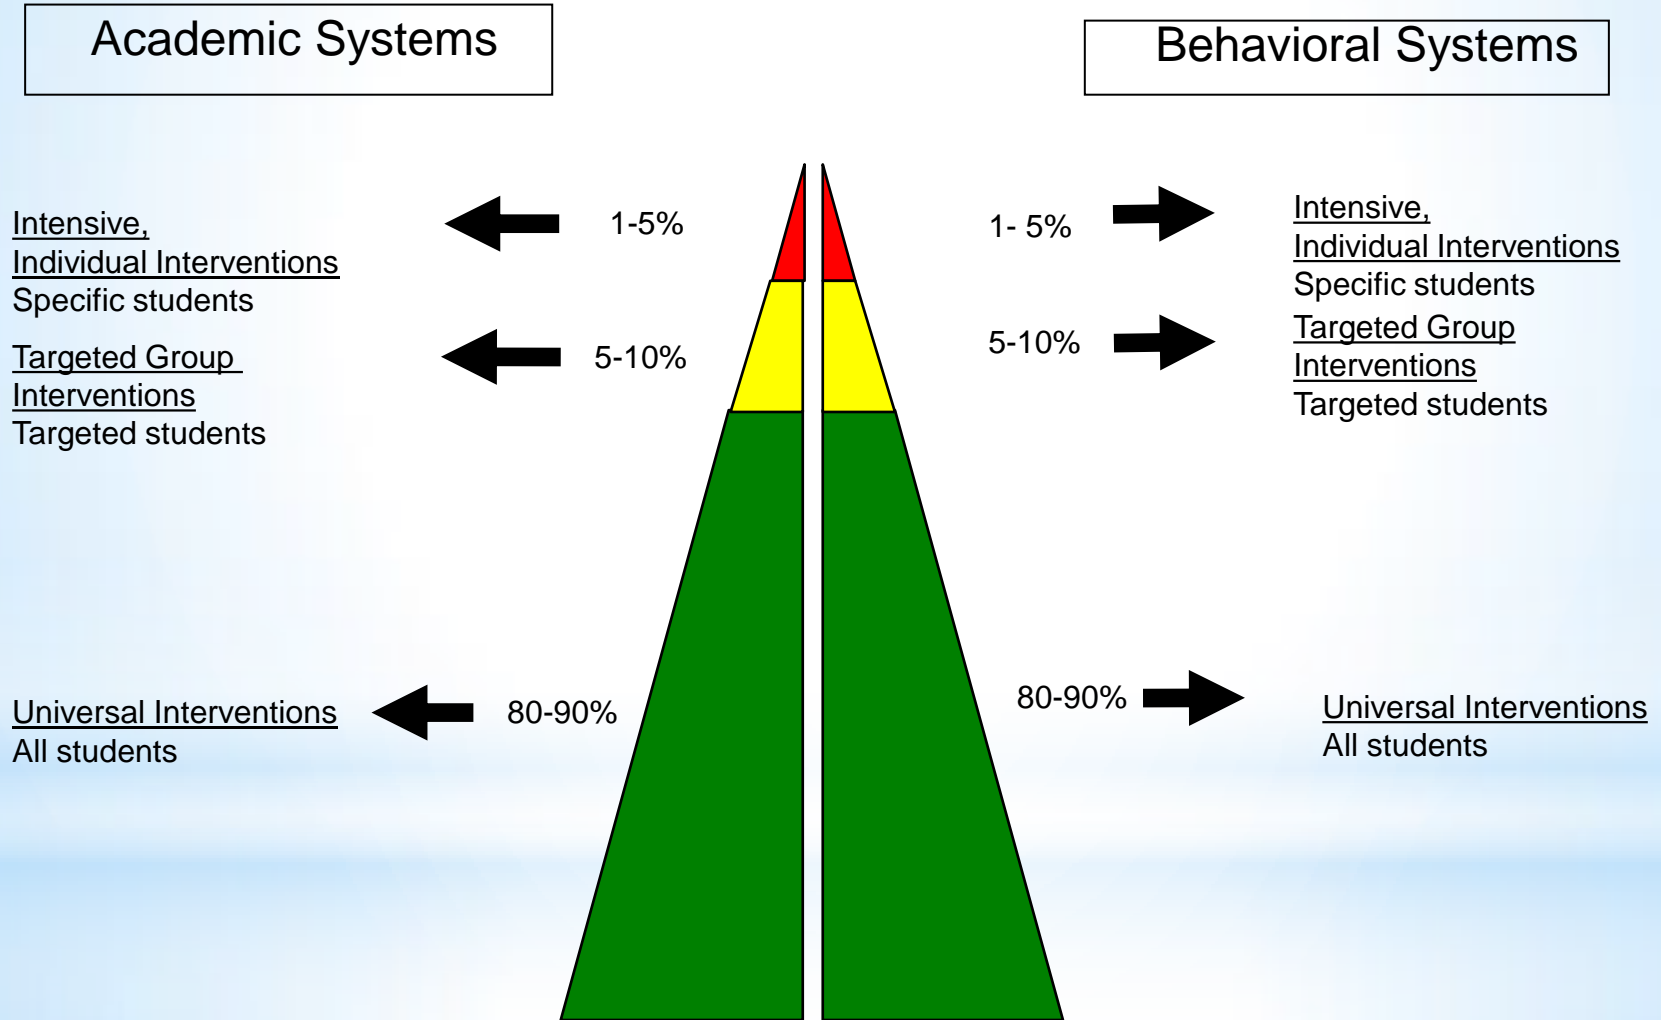 Academic Systems
Behavioral Systems
Intensive,
Individual Interventions
Specific students
1-5%
Targeted Group
Interventions
Targeted students
5-10%
Universal Interventions
All students
80-90%
1- 5%
Intensive,
Individual Interventions
Specific students
5-10%
Targeted Group
Interventions
Targeted students
80-90%
Universal Interventions
All students